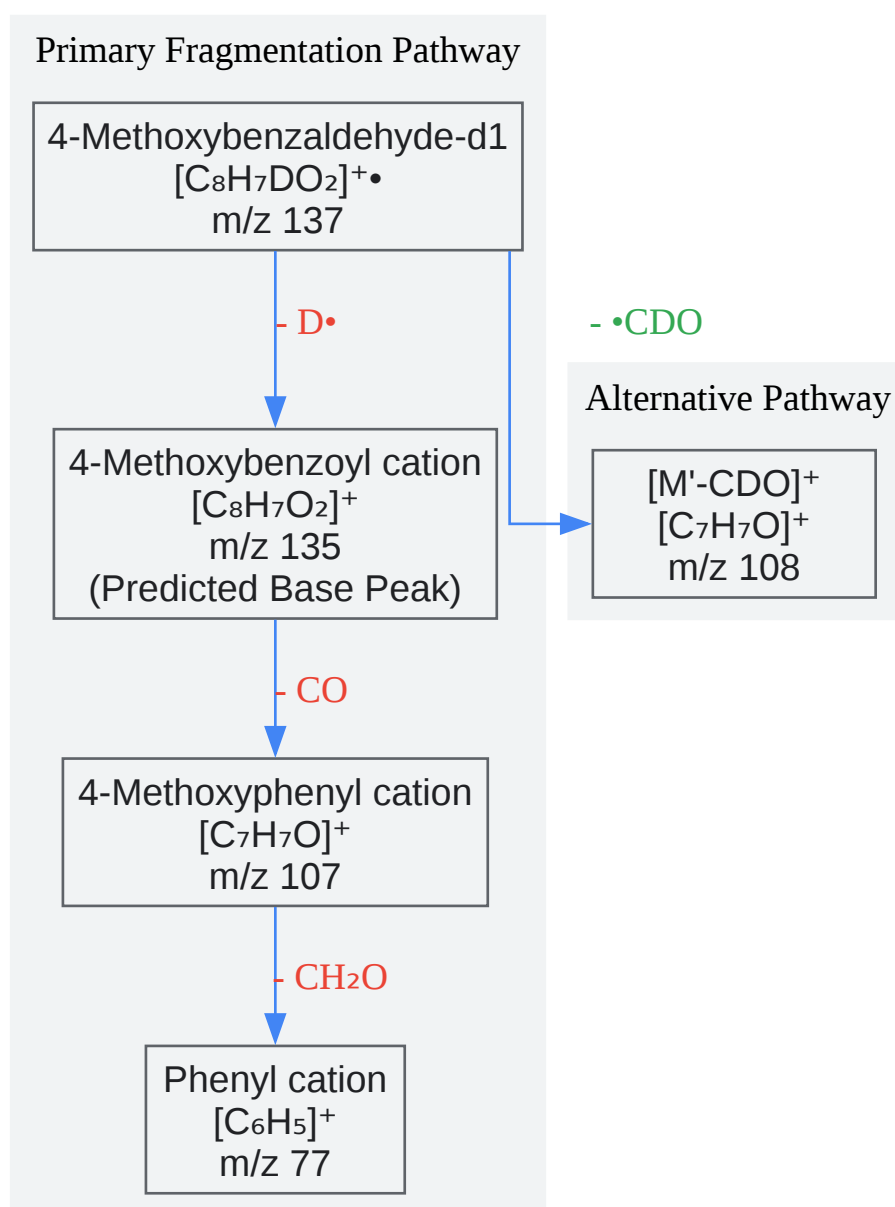 Primary Fragmentation Pathway
4-Methoxybenzaldehyde-d1
[C₈H₇DO₂]⁺•
m/z 137
- D•
- •CDO
Alternative Pathway
4-Methoxybenzoyl cation
[C₈H₇O₂]⁺
m/z 135
(Predicted Base Peak)
[M'-CDO]⁺
[C₇H₇O]⁺
m/z 108
- CO
4-Methoxyphenyl cation
[C₇H₇O]⁺
m/z 107
- CH₂O
Phenyl cation
[C₆H₅]⁺
m/z 77